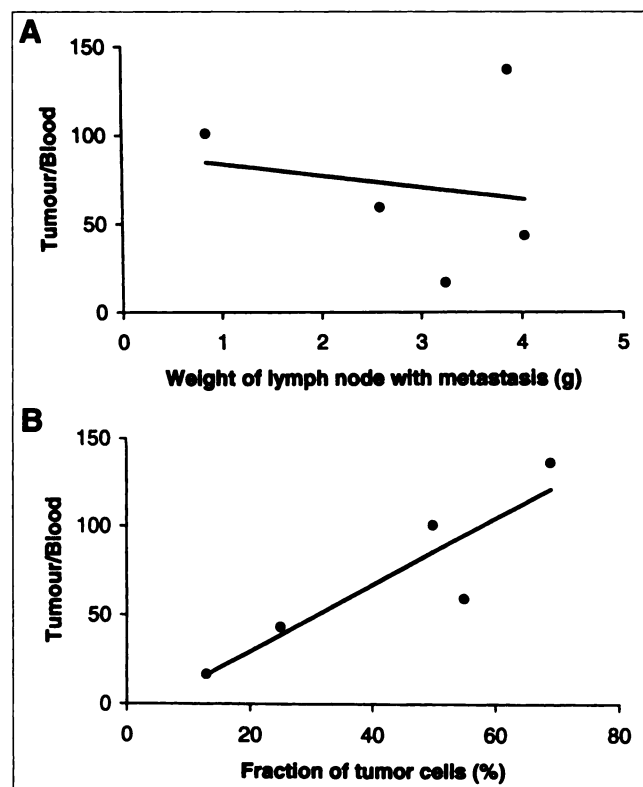 A
150
100
50
0
Tumour/Blood
0 1 2 3 4 5
Weight of lymph node with metastasis (g)
B
150
100
50
0
Tumour/Blood
0 20 40 60 80
Fraction of tumor cells (%)